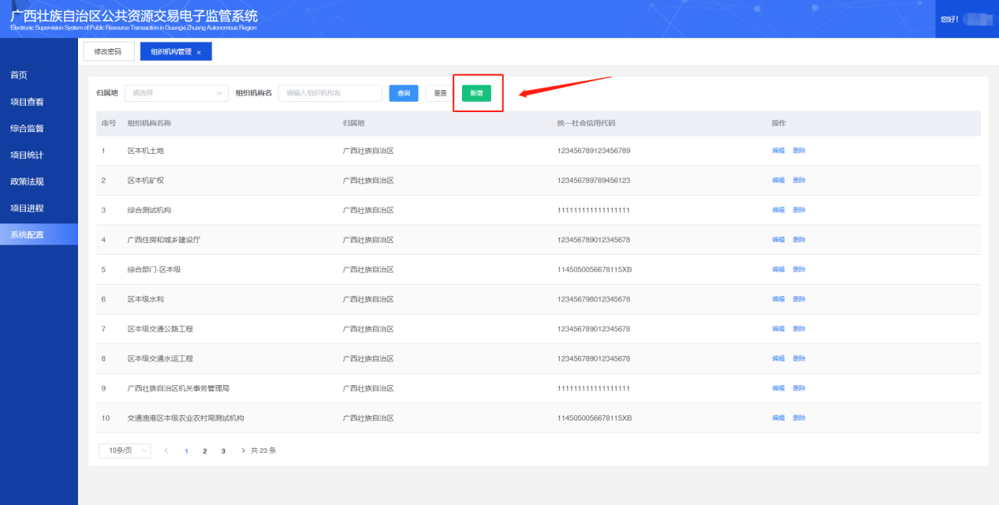 广西壮族自治区公共资源交易电子监管系统
Electronic Supervision System of Public Resource Transaction in Guangxi Zhuang Autonomous Region
您好!
修改密码 组织机构管理 ×
首页
项目查看
综合监督
项目统计
政策法规
项目进程
系统配置
归属地 请选择 组织机构名 请输入组织机构名 查询 重置 新增
序号 组织机构名称 归属地 统一社会信用代码 操作
1 区本机土地 广西壮族自治区 123456789123456789 编辑 删除
2 区本机矿权 广西壮族自治区 123456789789456123 编辑 删除
3 综合测试机构 广西壮族自治区 111111111111111111 编辑 删除
4 广西住房和城乡建设厅 广西壮族自治区 123456789012345678 编辑 删除
5 综合部门-区本级 广西壮族自治区 1145050056678115XB 编辑 删除
6 区本级水利 广西壮族自治区 123456798012345678 编辑 删除
7 区本级交通公路工程 广西壮族自治区 123456789012345678 编辑 删除
8 区本级交通水运工程 广西壮族自治区 123456789012345678 编辑 删除
9 广西壮族自治区机关事务管理局 广西壮族自治区 111111111111111111 编辑 删除
10 交通渔港区本级农业农村局测试机构 广西壮族自治区 1145050056678115XB 编辑 删除
10条/页 < 1 2 3 > 共 23 条